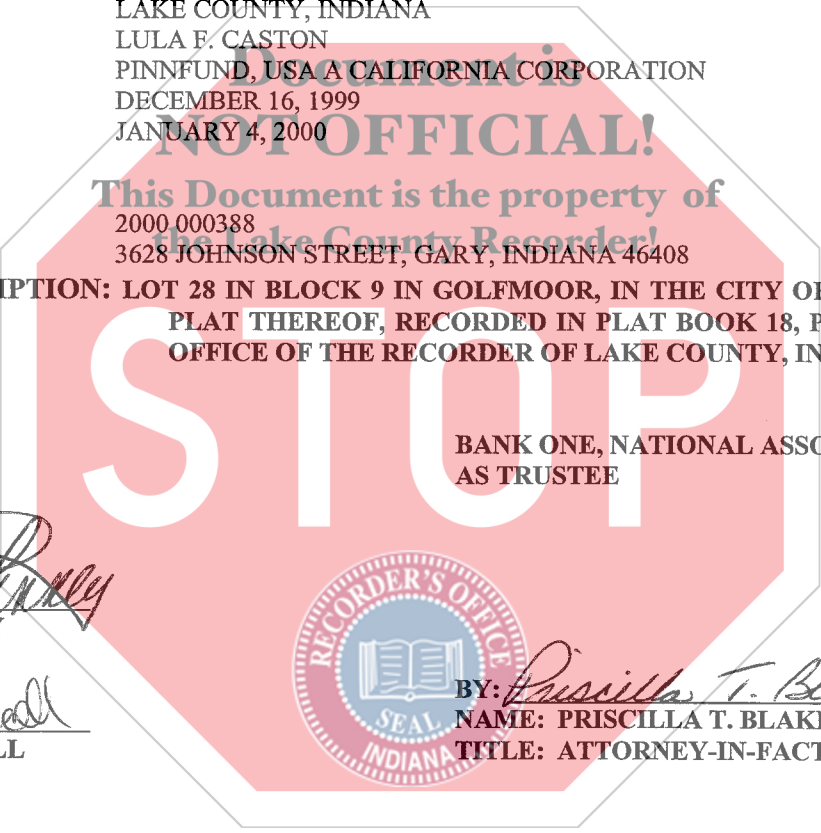 LAKE COUNTY, INDIANA
LULA F. CASTON
PINNFUND, USA A CALIFORNIA CORPORATION
DECEMBER 16, 1999
JANUARY 4, 2000
Document is
NOT OFFICIAL!
This Document is the property of
the Lake County Recorder!
2000 000388
3628 JOHNSON STREET, GARY, INDIANA 46408
IPTION: LOT 28 IN BLOCK 9 IN GOLFMOOR, IN THE CITY OF
PLAT THEREOF, RECORDED IN PLAT BOOK 18, P
OFFICE OF THE RECORDER OF LAKE COUNTY, IN
STOP
BANK ONE, NATIONAL ASSO
AS TRUSTEE
RECORDER'S OFFICE
SEAL
INDIANA
BY: Priscilla T. Bl
NAME: PRISCILLA T. BLAK
TITLE: ATTORNEY-IN-FACT
LL